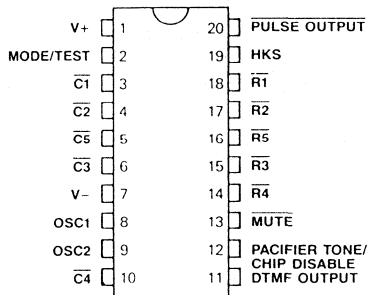 V+ 1 20 PULSE OUTPUT
MODE/TEST 2 19 HKS
C1 3 18 R1
C2 4 17 R2
C5 5 16 R5
C3 6 15 R3
V− 7 14 R4
OSC1 8 13 MUTE
OSC2 9 12 PACIFIER TONE/
CHIP DISABLE
C4 10 11 DTMF OUTPUT